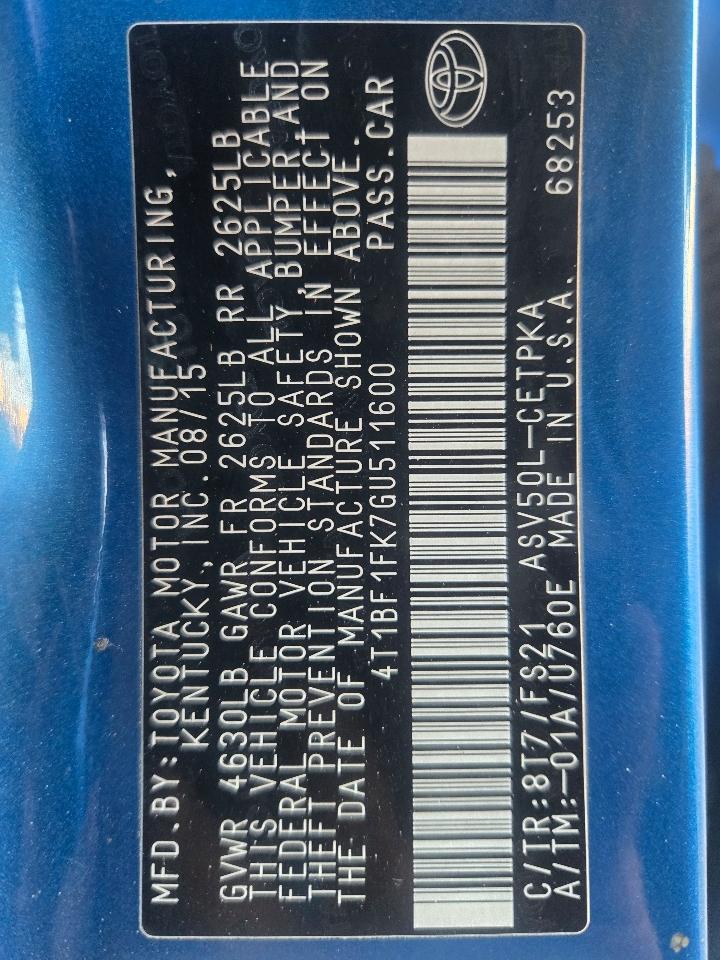 MFD.BY:TOYOTA MOTOR MANUFACTURING,
KENTUCKY, INC.08/15
GVWR 4630LB GAWR FR 2625LB RR 2625LB
THIS VEHICLE CONFORMS TO ALL APPLICABLE
FEDERAL MOTOR VEHICLE SAFETY, BUMPER,AND
THEFT PREVENTION STANDARDS IN EFFECT ON
THE DATE OF MANUFACTURE SHOWN ABOVE.
4T1BF1FK7GU511600 PASS.CAR
C/TR:8T7/FS21 ASV50L-CETPKA
A/TM:-01A/U760E MADE IN U.S.A. 68253